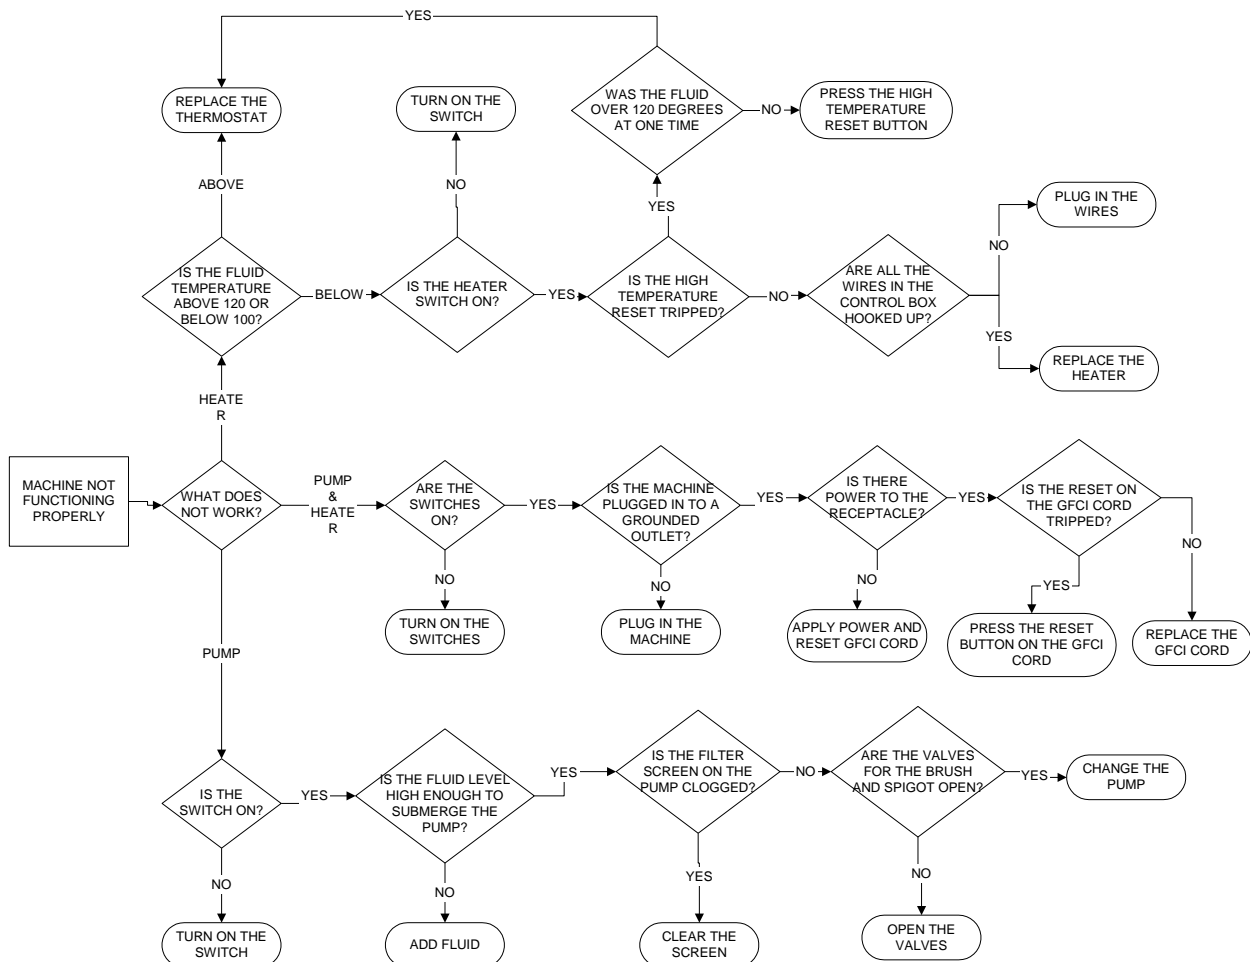 YES
REPLACE THE
THERMOSTAT
TURN ON THE
SWITCH
WAS THE FLUID
OVER 120 DEGREES
AT ONE TIME
NO
PRESS THE HIGH
TEMPERATURE
RESET BUTTON
ABOVE
NO
YES
PLUG IN THE
WIRES
NO
IS THE FLUID
TEMPERATURE
ABOVE 120 OR
BELOW 100?
BELOW
IS THE HEATER
SWITCH ON?
YES
IS THE HIGH
TEMPERATURE
RESET TRIPPED?
NO
ARE ALL THE
WIRES IN THE
CONTROL BOX
HOOKED UP?
YES
REPLACE THE
HEATER
HEATE
R
MACHINE NOT
FUNCTIONING
PROPERLY
WHAT DOES
NOT WORK?
PUMP
&
HEATE
R
ARE THE
SWITCHES
ON?
YES
IS THE MACHINE
PLUGGED IN TO A
GROUNDED
OUTLET?
YES
IS THERE
POWER TO THE
RECEPTACLE?
YES
IS THE RESET ON
THE GFCI CORD
TRIPPED?
NO
NO
NO
NO
YES
TURN ON THE
SWITCHES
PLUG IN THE
MACHINE
APPLY POWER AND
RESET GFCI CORD
PRESS THE RESET
BUTTON ON THE GFCI
CORD
REPLACE THE
GFCI CORD
PUMP
IS THE
SWITCH ON?
YES
IS THE FLUID LEVEL
HIGH ENOUGH TO
SUBMERGE THE
PUMP?
YES
IS THE FILTER
SCREEN ON THE
PUMP CLOGGED?
NO
ARE THE VALVES
FOR THE BRUSH
AND SPIGOT OPEN?
YES
CHANGE THE
PUMP
NO
NO
YES
NO
TURN ON THE
SWITCH
ADD FLUID
CLEAR THE
SCREEN
OPEN THE
VALVES